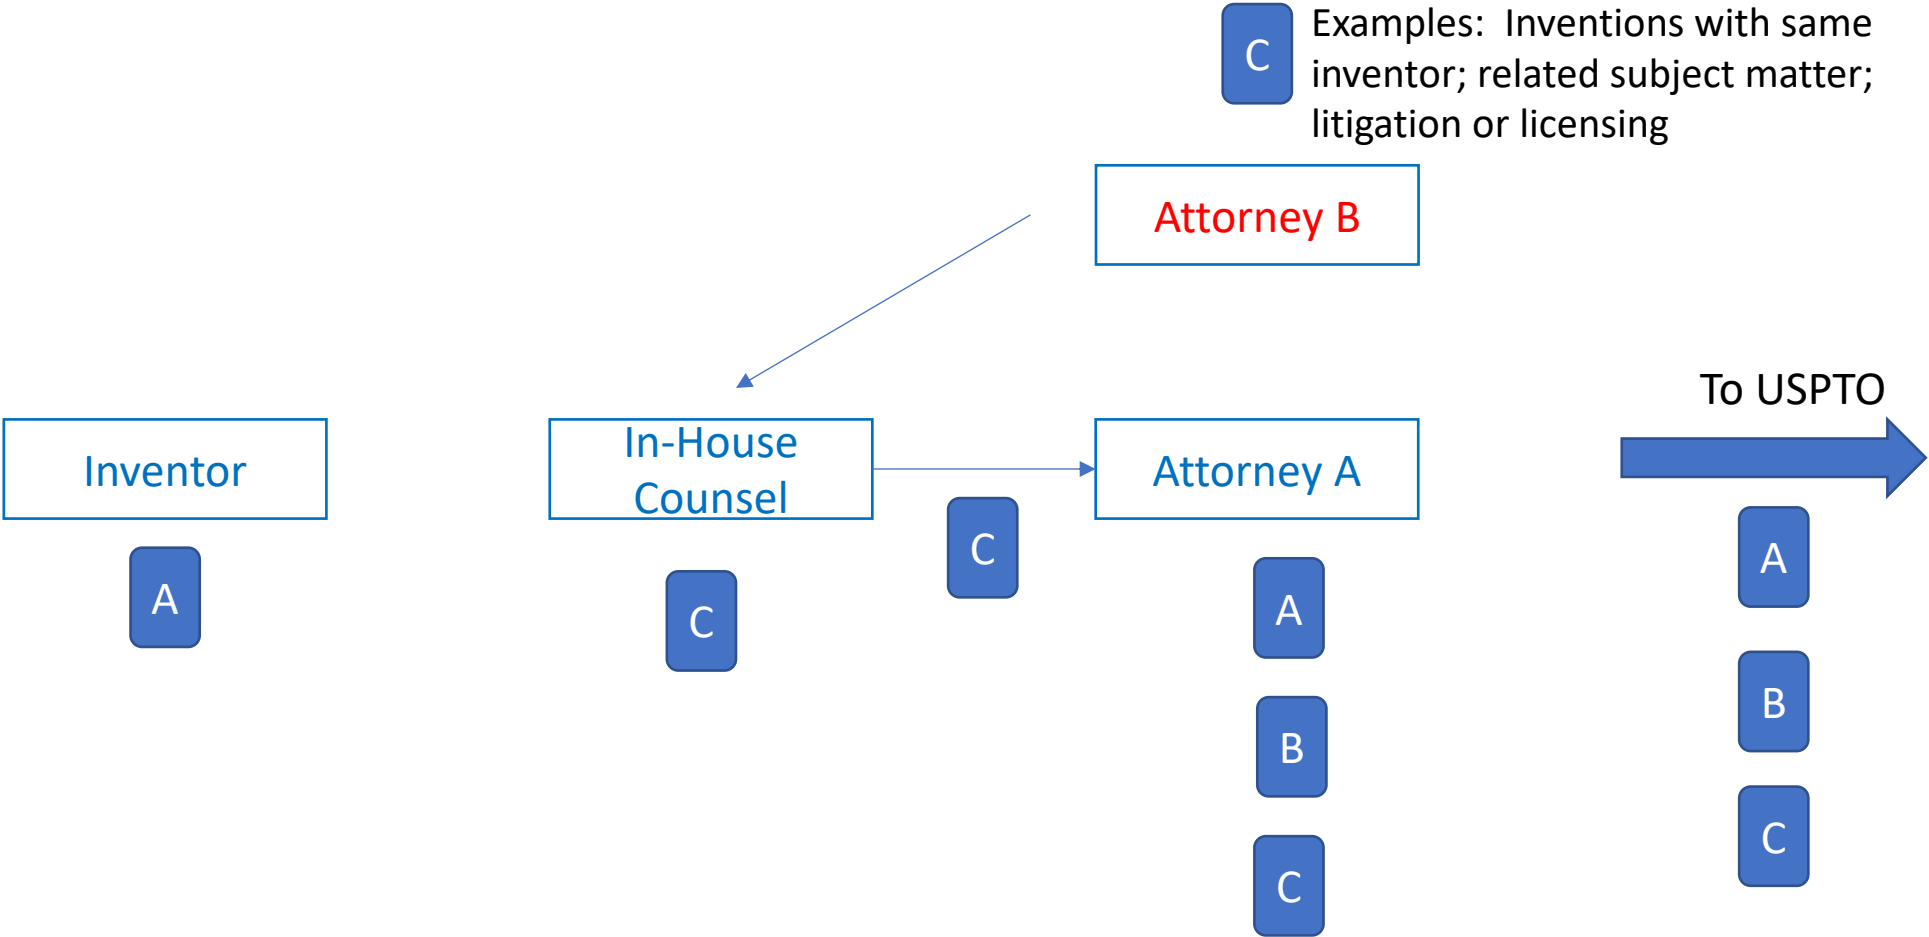 C
Examples:  Inventions with same
inventor; related subject matter;
litigation or licensing
Attorney B
To USPTO
Inventor
In-House
Counsel
Attorney A
A
C
C
A
B
C
A
B
C